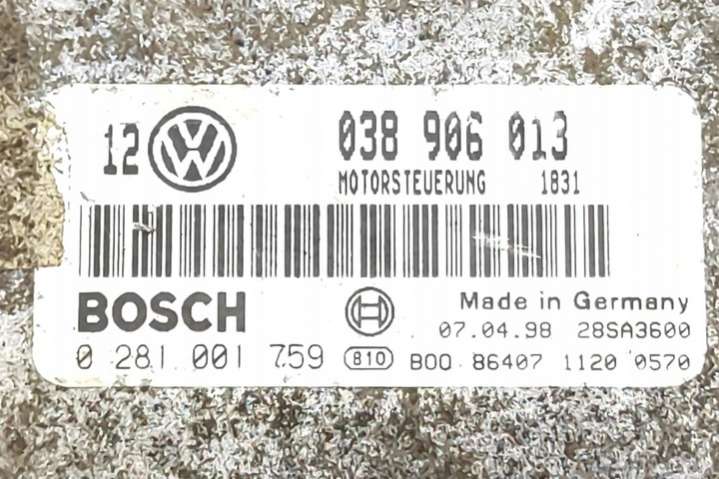 12 VW 038 906 013
MOTORSTEUERUNG 1831
BOSCH Made in Germany
07.04.98 28SA3600
0 281 001 759 810 B00 86407 1120 0570